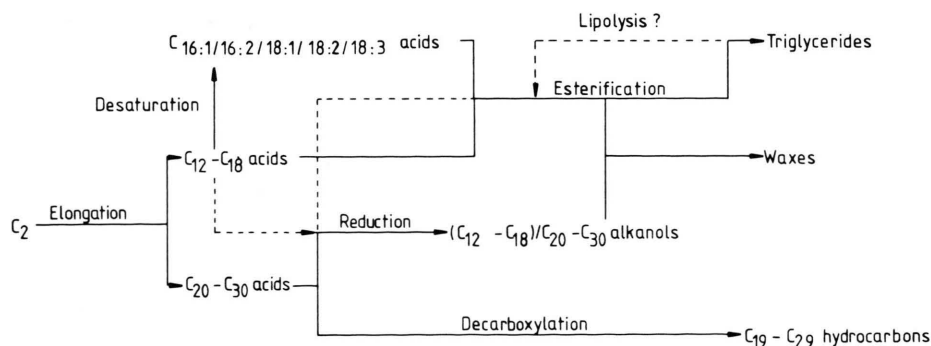 Lipolysis ?
C16:1/16:2/18:1/18:2/18:3 acids
Triglycerides
Desaturation
Esterification
C12-C18 acids
Waxes
C2
Elongation
Reduction
(C12 -C18)/C20-C30 alkanols
C20-C30 acids
Decarboxylation
C19-C29 hydrocarbons